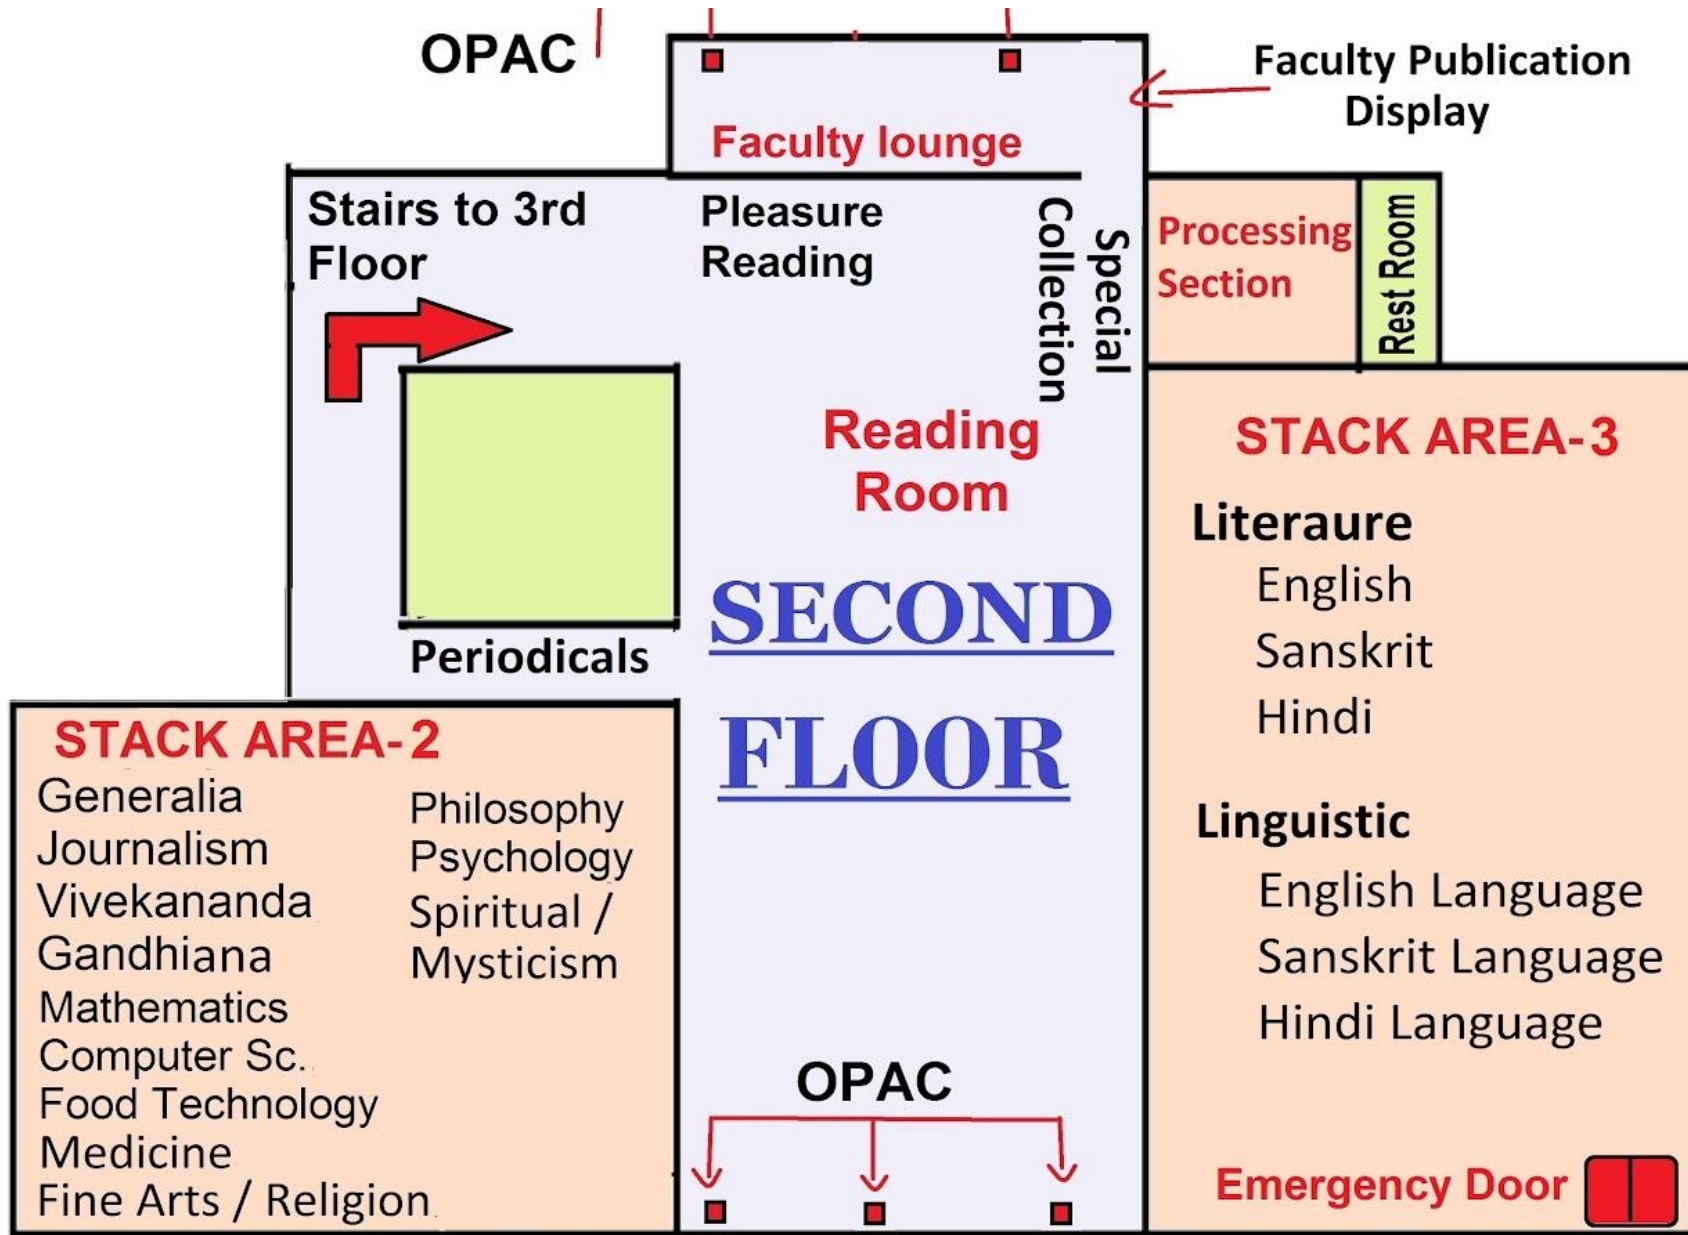 OPAC
Faculty Publication
Display
Faculty lounge
Stairs to 3rd
Floor
Pleasure
Reading
Special
Collection
Processing
Section
Rest Room
Reading
Room
STACK AREA-3
Literaure
English
Sanskrit
Hindi
Linguistic
English Language
Sanskrit Language
Hindi Language
Emergency Door
SECOND
FLOOR
Periodicals
STACK AREA-2
Generalia
Journalism
Vivekananda
Gandhiana
Mathematics
Computer Sc.
Food Technology
Medicine
Fine Arts / Religion
Philosophy
Psychology
Spiritual /
Mysticism
OPAC